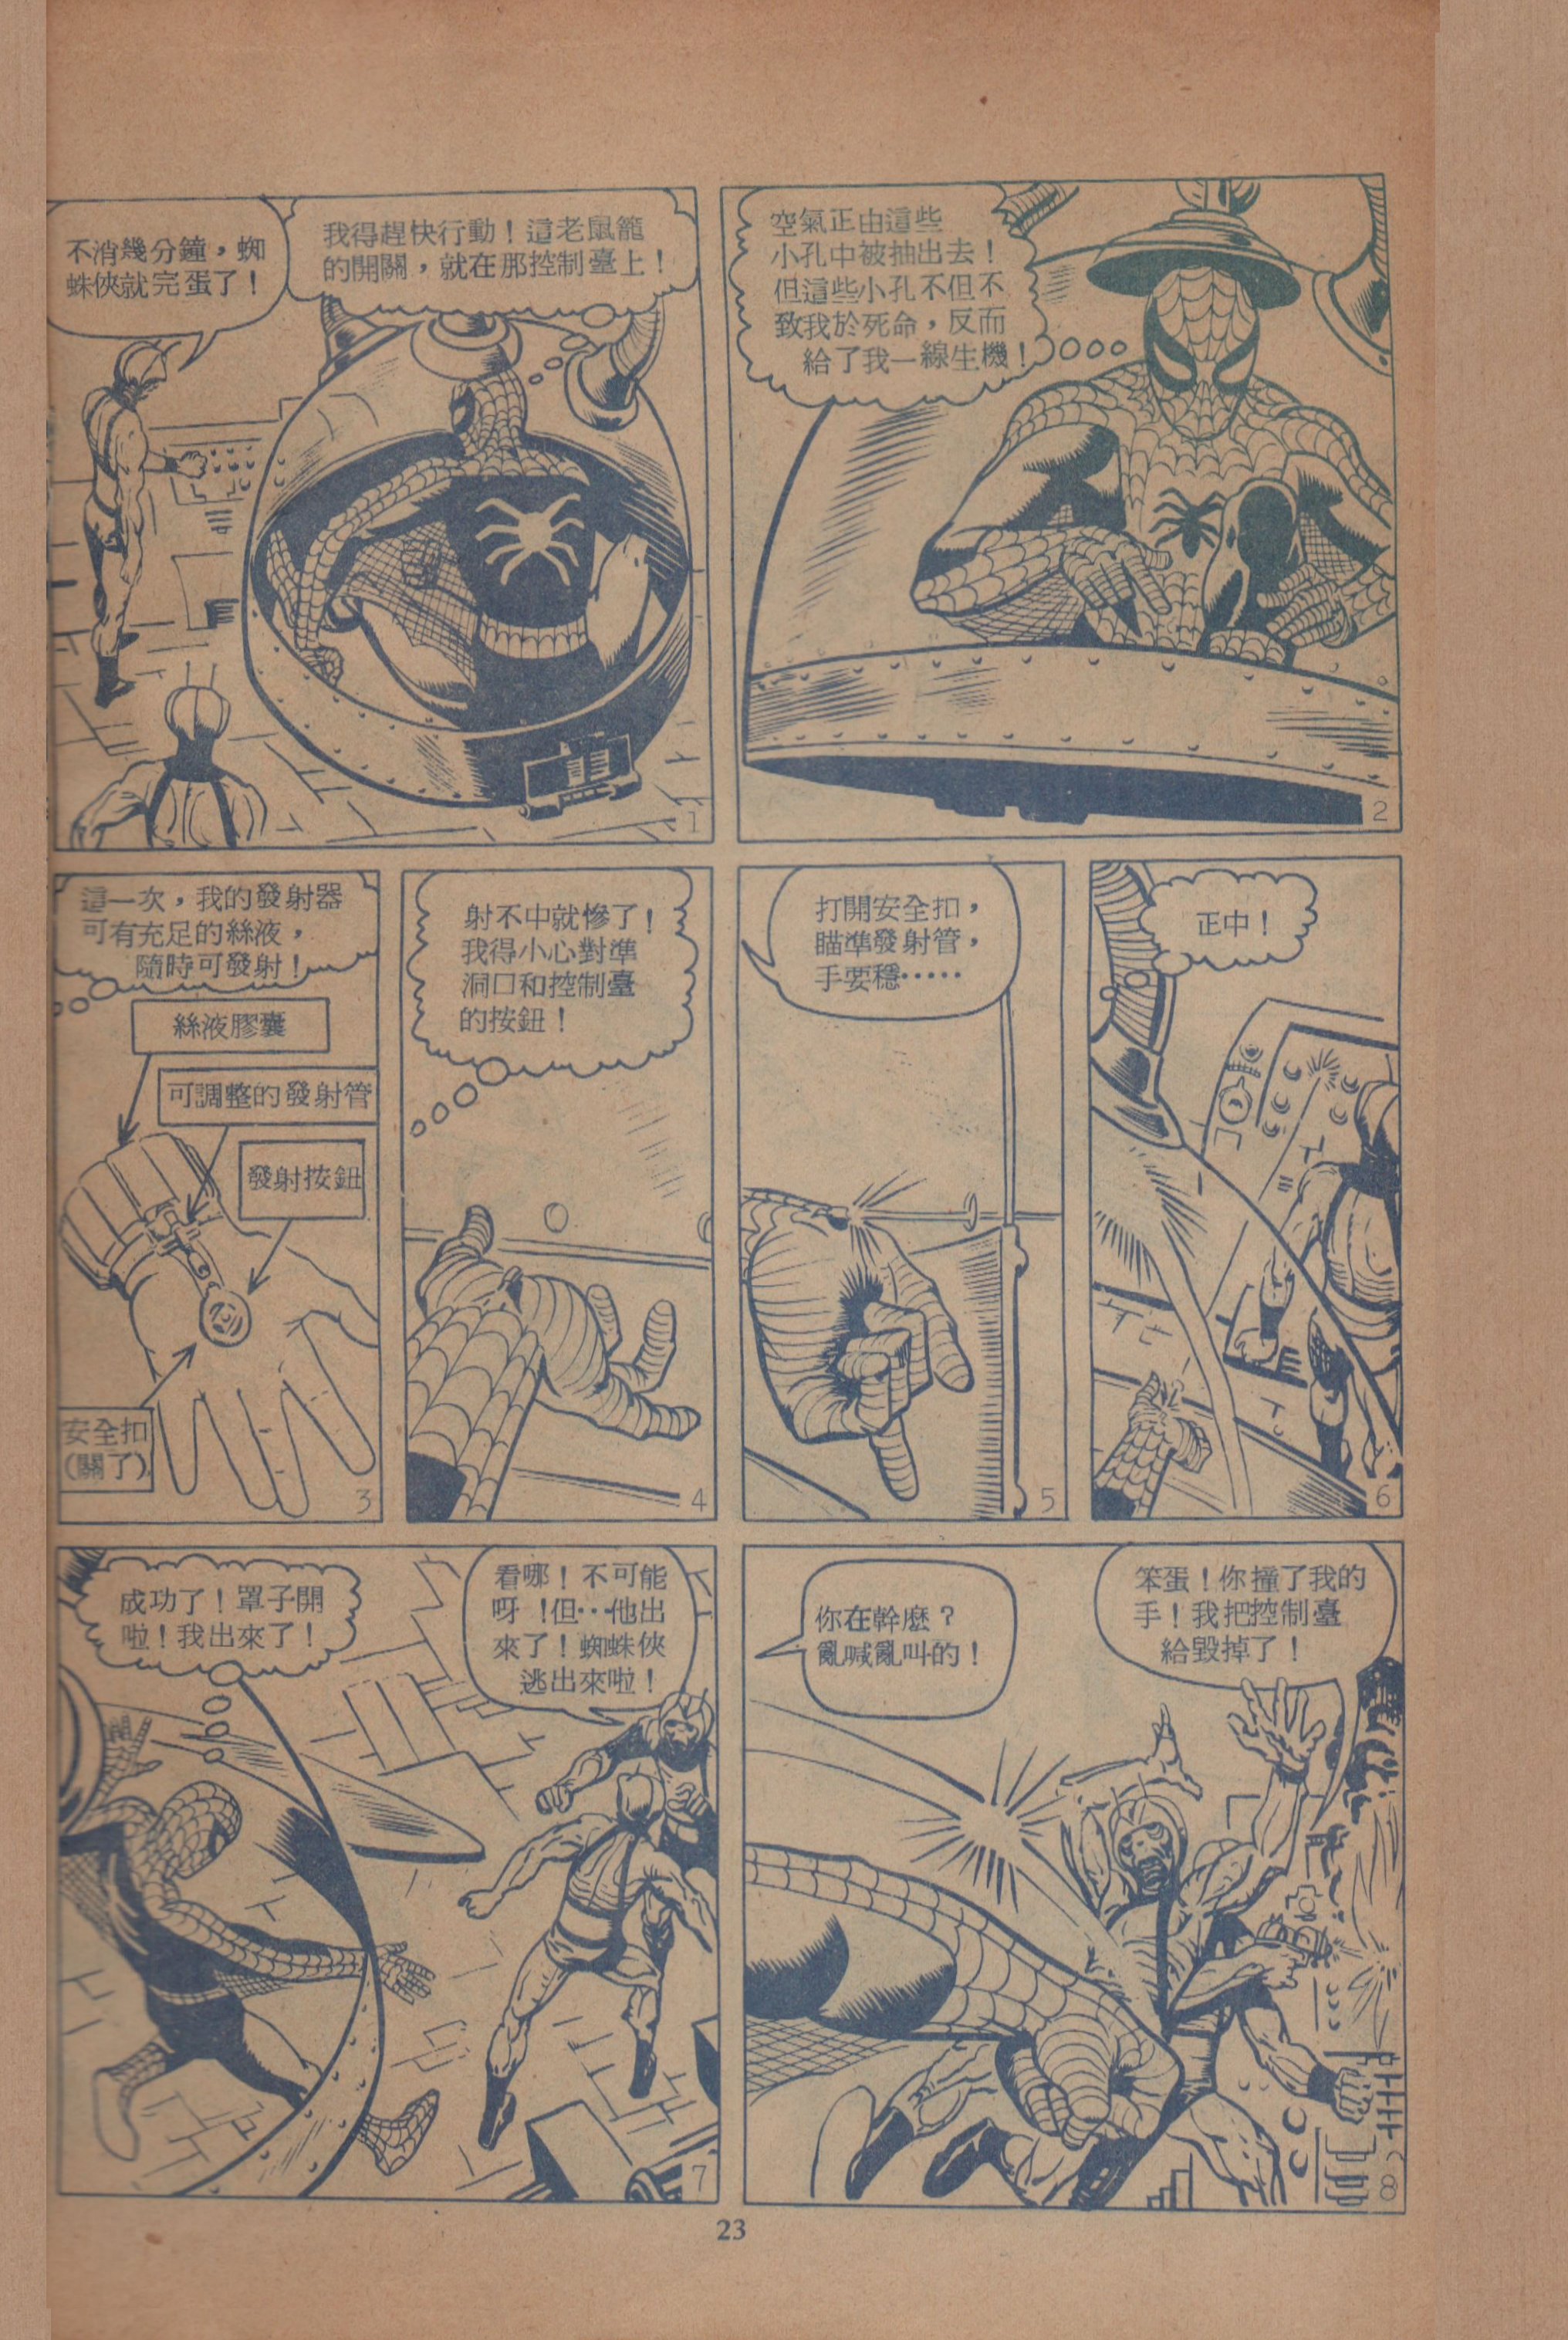 不消幾分鐘，蜘
蛛俠就完蛋了！
我得趕快行動！這老鼠籠
的開關，就在那控制臺上！
1
空氣正由這些
小孔中被抽出去！
但這些小孔不但不
致我於死命，反而
給了我一線生機！
2
這一次，我的發射器
可有充足的絲液，
隨時可發射！
絲液膠囊
可調整的發射管
發射按鈕
安全扣
(關了)
3
射不中就慘了！
我得小心對準
洞口和控制臺
的按鈕！
4
打開安全扣，
瞄準發射管，
手要穩……
5
正中！
6
成功了！罩子開
啦！我出來了！
看哪！不可能
呀！但…他出
來了！蜘蛛俠
逃出來啦！
7
你在幹麼？
亂喊亂叫的！
笨蛋！你撞了我的
手！我把控制臺
給毀掉了！
8
23